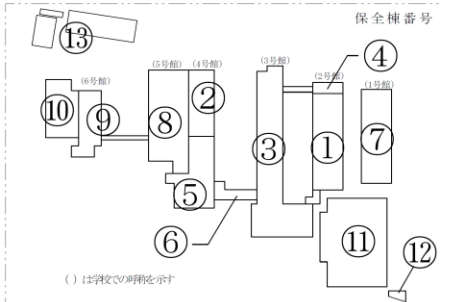 保全棟番号
⑬
(3号館)
④
(5号館)
(4号館)
(2号館)
(6号館)
(1号館)
⑩
⑨
⑧
②
③
①
⑦
⑤
⑥
⑪
⑫
( )は学校での呼称を示す